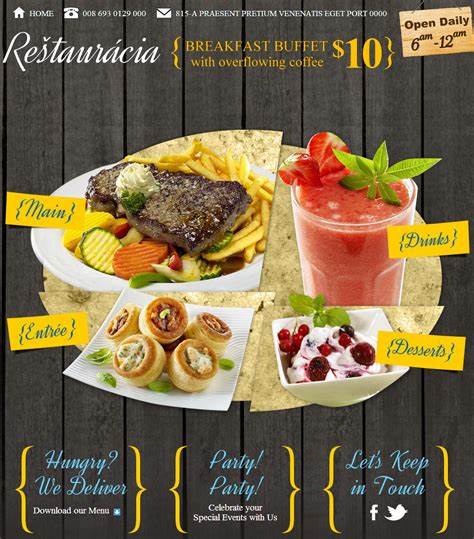 HOME 008 693 0129 000 815-A PRAESENT PRETIUM VENENATIS EGET PORT 0000
Reštaurácia
{BREAKFAST BUFFET
with overflowing coffee $10}
Open Daily
6am-12am
{Main}
{Drinks}
{Entrée}
{Desserts}
{Hungry?
We Deliver}
Download our Menu
{Party!
Party!}
Celebrate your
Special Events with Us
{Let's Keep
in Touch}
f